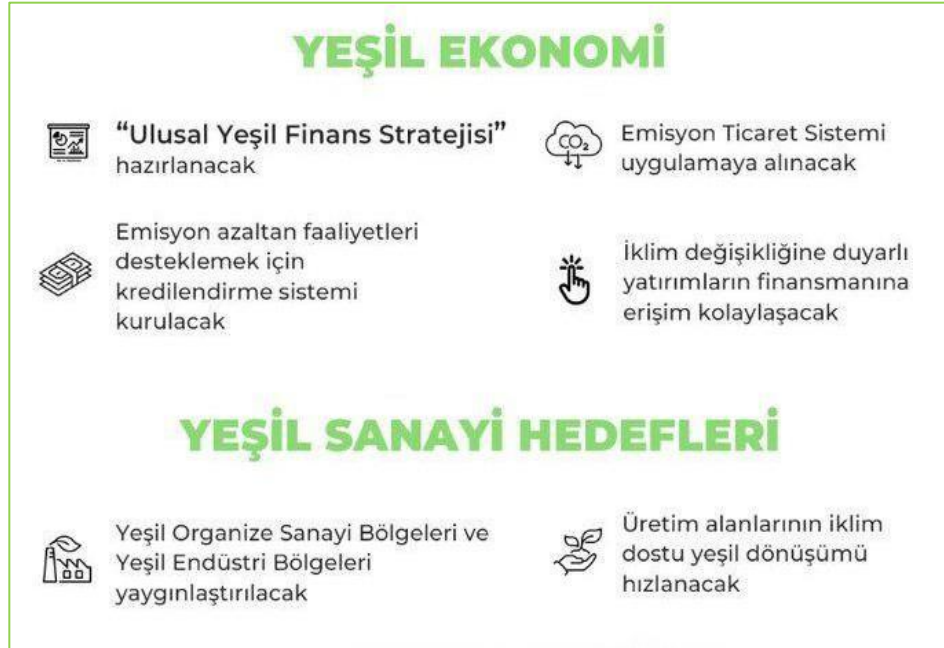 YEŞİL EKONOMİ
“Ulusal Yeşil Finans Stratejisi”
hazırlanacak
Emisyon Ticaret Sistemi
uygulamaya alınacak
Emisyon azaltan faaliyetleri
desteklemek için
kredilendirme sistemi
kurulacak
İklim değişikliğine duyarlı
yatırımların finansmanına
erişim kolaylaşacak
YEŞİL SANAYİ HEDEFLERİ
Yeşil Organize Sanayi Bölgeleri ve
Yeşil Endüstri Bölgeleri
yaygınlaştırılacak
Üretim alanlarının iklim
dostu yeşil dönüşümü
hızlanacak
CO₂